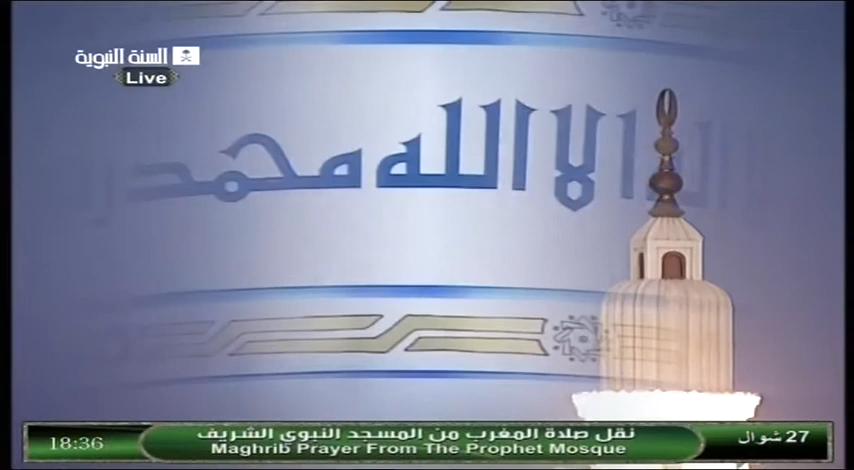 السنة النبوية
Live
الا الله محمد
نقل صلاة المغرب من المسجد النبوي الشريف
Maghrib Prayer From The Prophet Mosque
18:36
27 شوال